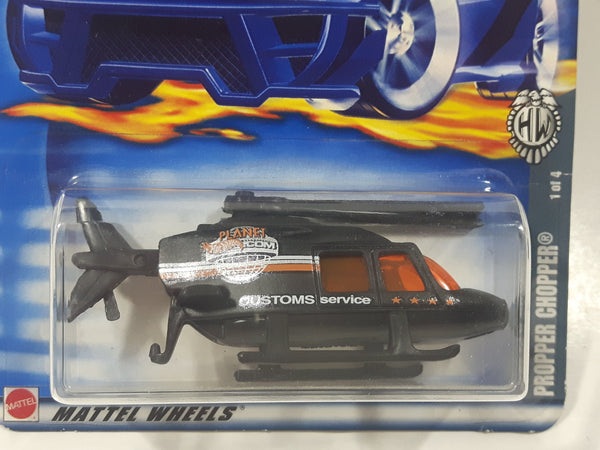 HW
1 of 4
PROPPER CHOPPER®
PLANET
.COM
CUSTOMS service
MATTEL
MATTEL WHEELS®